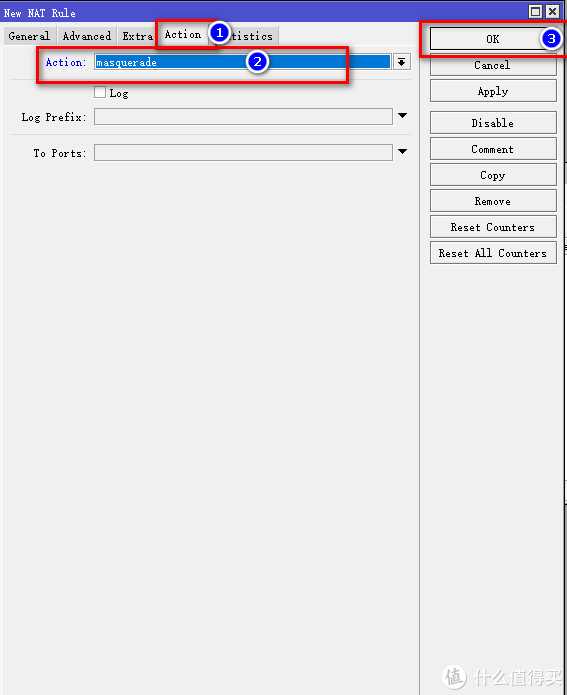 New NAT Rule
General Advanced Extra Action 1 tistics
Action: masquerade 2
Log
Log Prefix:
To Ports:
OK 3
Cancel
Apply
Disable
Comment
Copy
Remove
Reset Counters
Reset All Counters
值 什么值得买